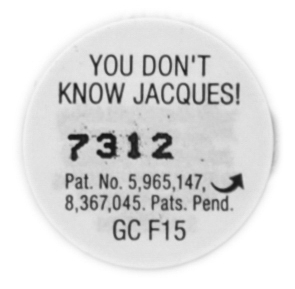 YOU DON'T
KNOW JACQUES!
7312
Pat. No. 5,965,147,
8,367,045. Pats. Pend.
GC F15